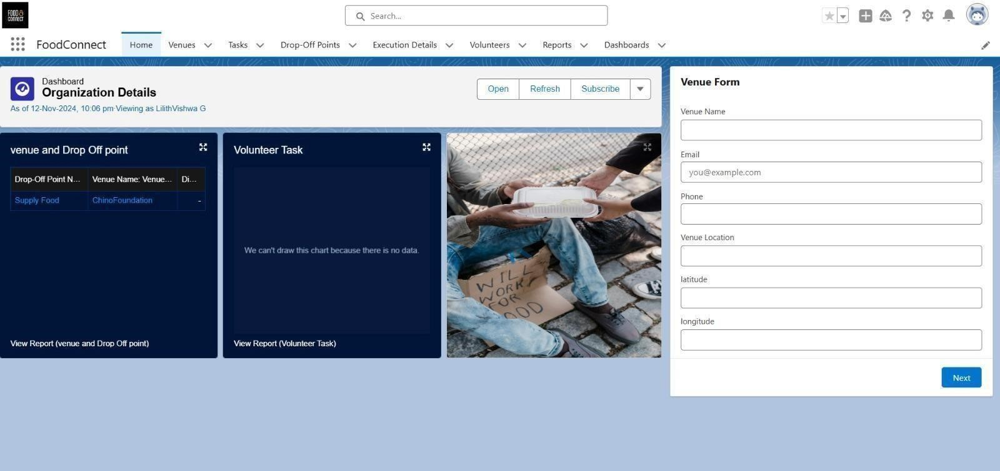 FOOD&
CONNECT
Search...
FoodConnect
Home
Venues
Tasks
Drop-Off Points
Execution Details
Volunteers
Reports
Dashboards
Dashboard
Organization Details
As of 12-Nov-2024, 10:06 pm·Viewing as LilithVishwa G
Open
Refresh
Subscribe
venue and Drop Off point
Drop-Off Point N... Venue Name: Venue... Di...
Supply Food ChinoFoundation -
View Report (venue and Drop Off point)
Volunteer Task
We can't draw this chart because there is no data.
View Report (Volunteer Task)
WILL
WORK
FOR
FOOD
Venue Form
Venue Name
Email
you@example.com
Phone
Venue Location
latitude
longitude
Next